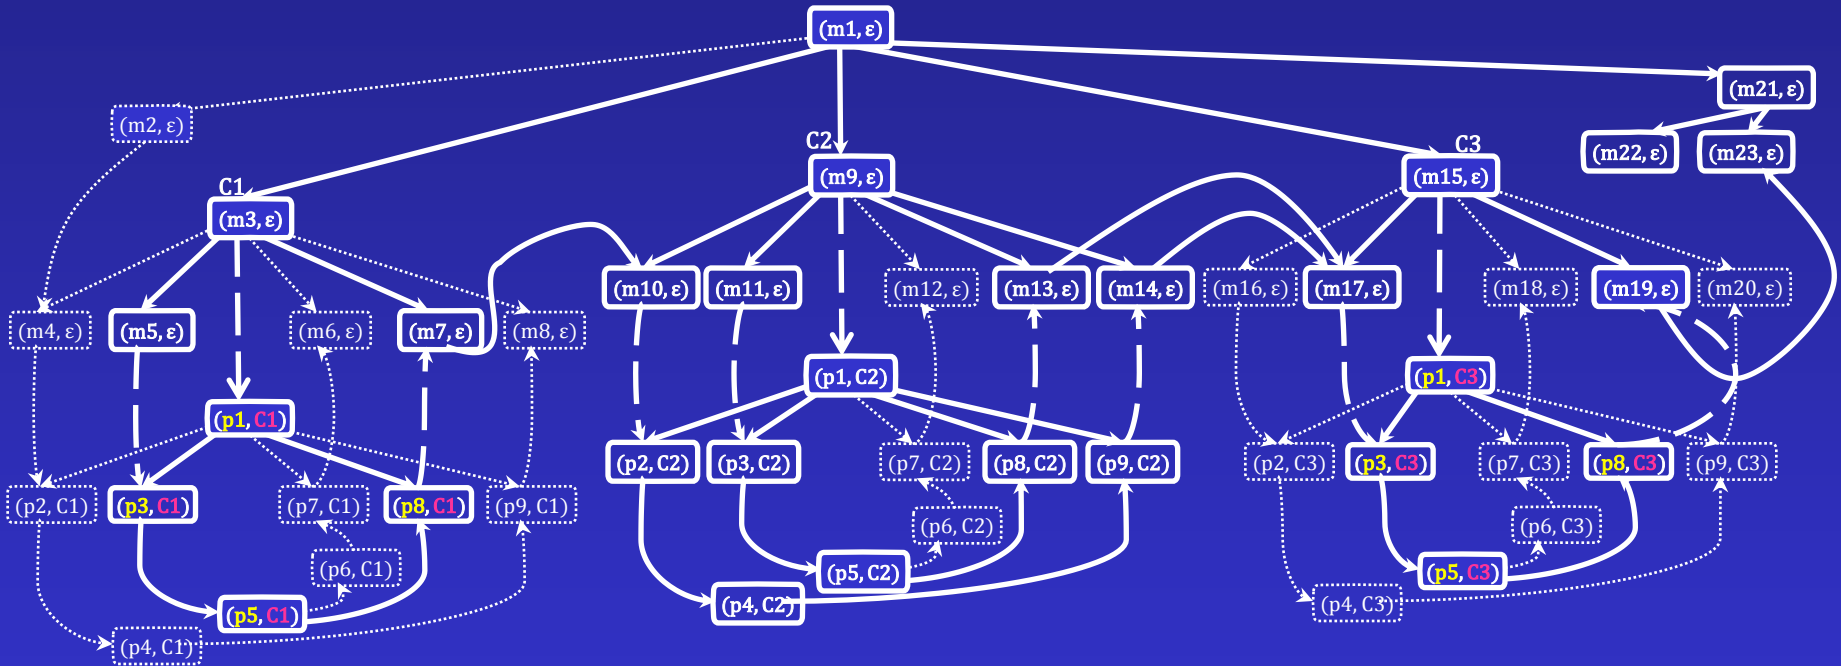 (m1, ε)
(m21, ε)
(m2, ε)
C2
C3
(m22, ε)
(m23, ε)
(m9, ε)
(m15, ε)
C1
(m3, ε)
(m10, ε)
(m11, ε)
(m12, ε)
(m13, ε)
(m14, ε)
(m16, ε)
(m17, ε)
(m18, ε)
(m19, ε)
(m20, ε)
(m4, ε)
(m5, ε)
(m6, ε)
(m7, ε)
(m8, ε)
(p1, C2)
(p1, C3)
(p1, C1)
(p2, C2)
(p3, C2)
(p7, C2)
(p8, C2)
(p9, C2)
(p2, C3)
(p3, C3)
(p7, C3)
(p8, C3)
(p9, C3)
(p2, C1)
(p3, C1)
(p7, C1)
(p8, C1)
(p9, C1)
(p6, C2)
(p6, C3)
(p6, C1)
(p5, C2)
(p5, C3)
(p4, C2)
(p4, C3)
(p5, C1)
(p4, C1)